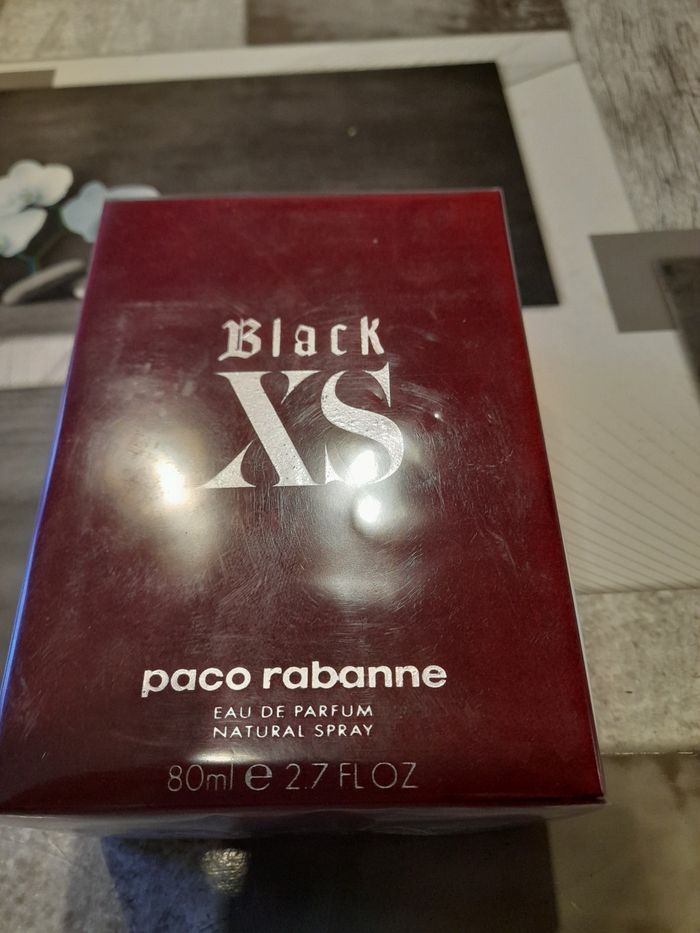 Black
XS
paco rabanne
EAU DE PARFUM
NATURAL SPRAY
80ml e 2.7 FL OZ